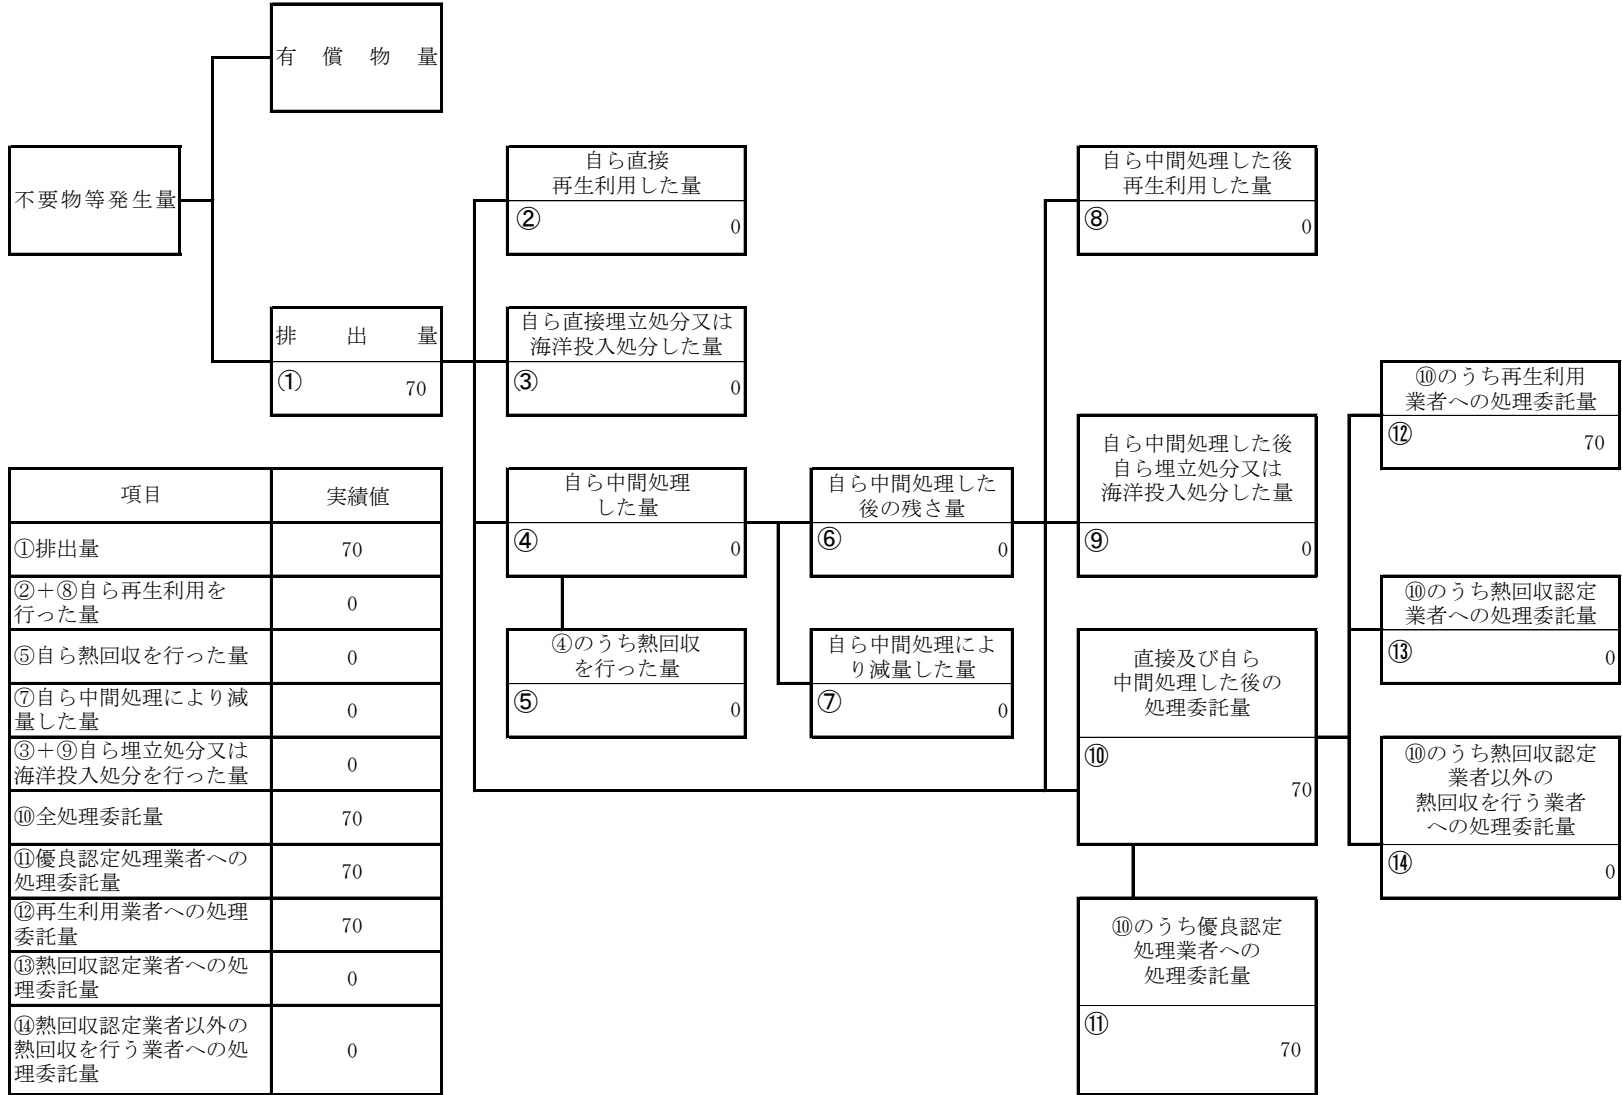 有償物量
不要物等発生量
排出量
① 70
自ら直接
再生利用した量
② 0
自ら直接埋立処分又は
海洋投入処分した量
③ 0
自ら中間処理
した量
④ 0
④のうち熱回収
を行った量
⑤ 0
自ら中間処理した
後の残さ量
⑥ 0
自ら中間処理によ
り減量した量
⑦ 0
自ら中間処理した後
再生利用した量
⑧ 0
自ら中間処理した後
自ら埋立処分又は
海洋投入処分した量
⑨ 0
直接及び自ら
中間処理した後の
処理委託量
⑩
70
⑩のうち優良認定
処理業者への
処理委託量
⑪
70
⑩のうち再生利用
業者への処理委託量
⑫ 70
⑩のうち熱回収認定
業者への処理委託量
⑬ 0
⑩のうち熱回収認定
業者以外の
熱回収を行う業者
への処理委託量
⑭ 0
項目 実績値
①排出量 70
②+⑧自ら再生利用を
行った量 0
⑤自ら熱回収を行った量 0
⑦自ら中間処理により減
量した量 0
③+⑨自ら埋立処分又は
海洋投入処分を行った量 0
⑩全処理委託量 70
⑪優良認定処理業者への
処理委託量 70
⑫再生利用業者への処理
委託量 70
⑬熱回収認定業者への処
理委託量 0
⑭熱回収認定業者以外の
熱回収を行う業者への処 0
理委託量